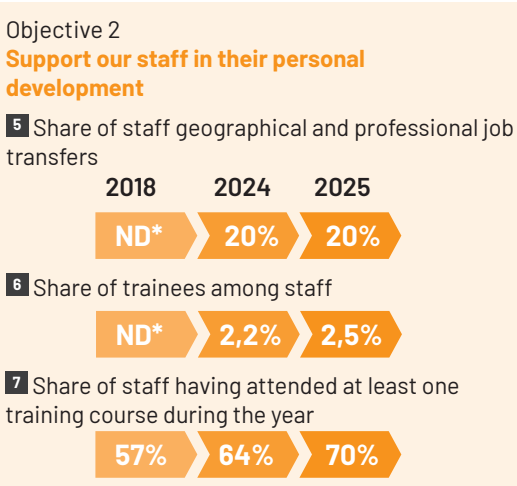 Objective 2
Support our staff in their personal
development
5 Share of staff geographical and professional job
transfers
2018 2024 2025
ND* 20% 20%
6 Share of trainees among staff
ND* 2,2% 2,5%
7 Share of staff having attended at least one
training course during the year
57% 64% 70%